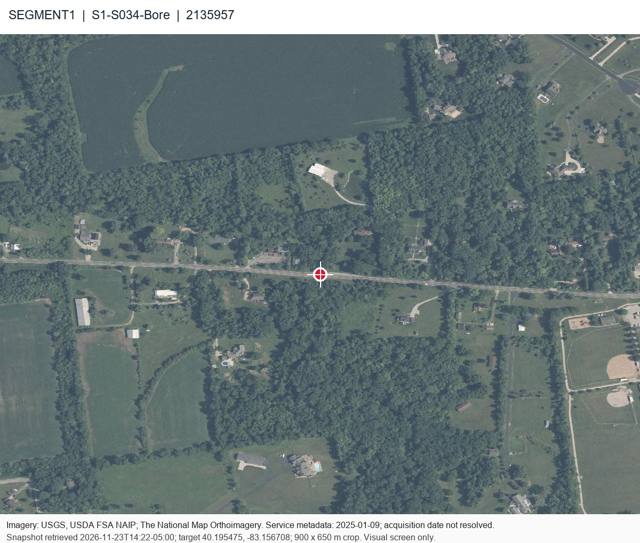 SEGMENT1 | S1-S034-Bore | 2135957
Imagery: USGS, USDA FSA NAIP; The National Map Orthoimagery. Service metadata: 2025-01-09; acquisition date not resolved.
Snapshot retrieved 2026-11-23T14:22-05:00; target 40.195475, -83.156708; 900 x 650 m crop. Visual screen only.